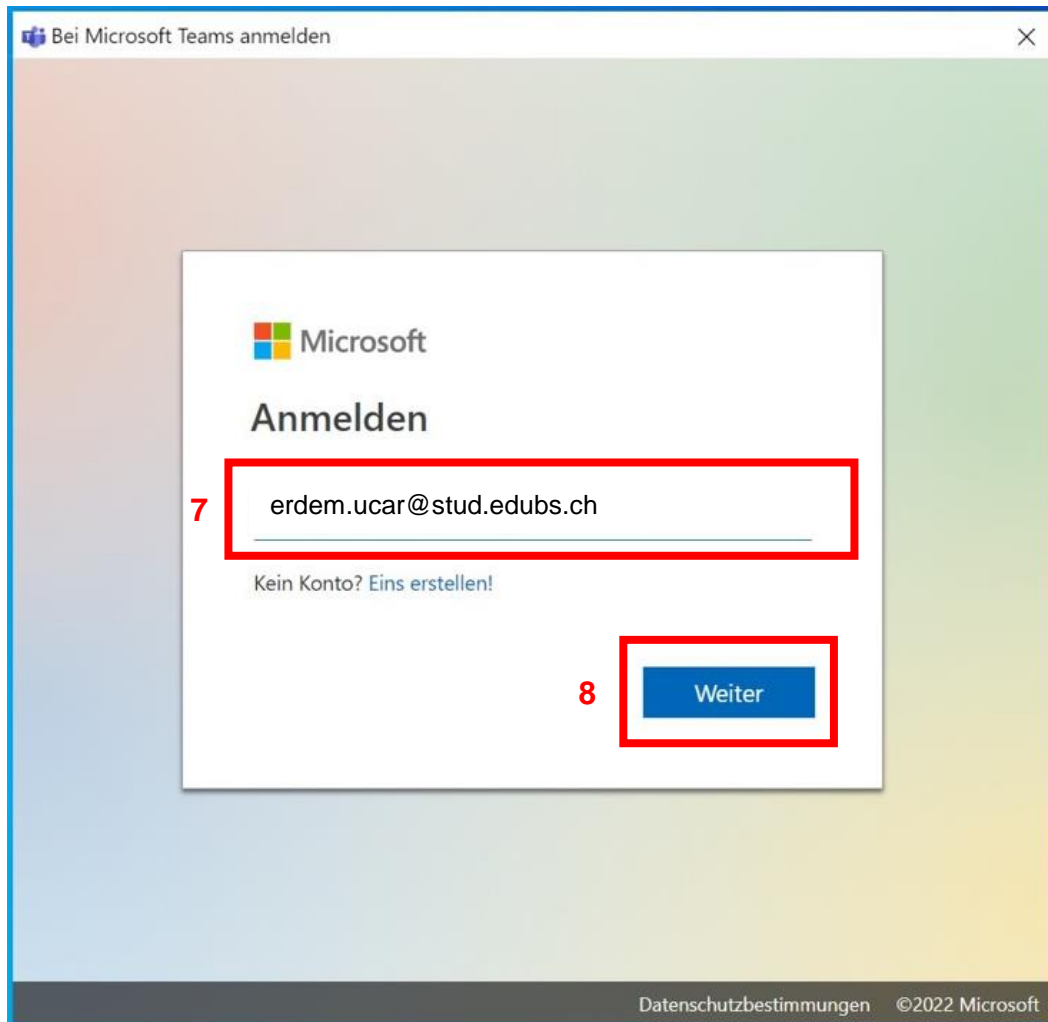 Bei Microsoft Teams anmelden
Microsoft
Anmelden
7 erdem.ucar@stud.edubs.ch
Kein Konto? Eins erstellen!
8 Weiter
Datenschutzbestimmungen ©2022 Microsoft